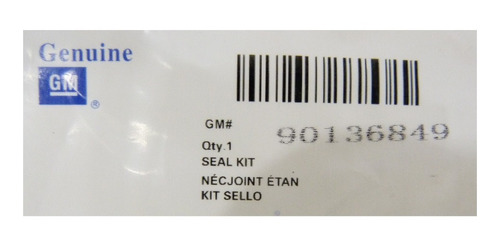 Genuine
GM
®
GM# 90136849
Qty.1
SEAL KIT
NÉCJOINT ÉTAN
KIT SELLO